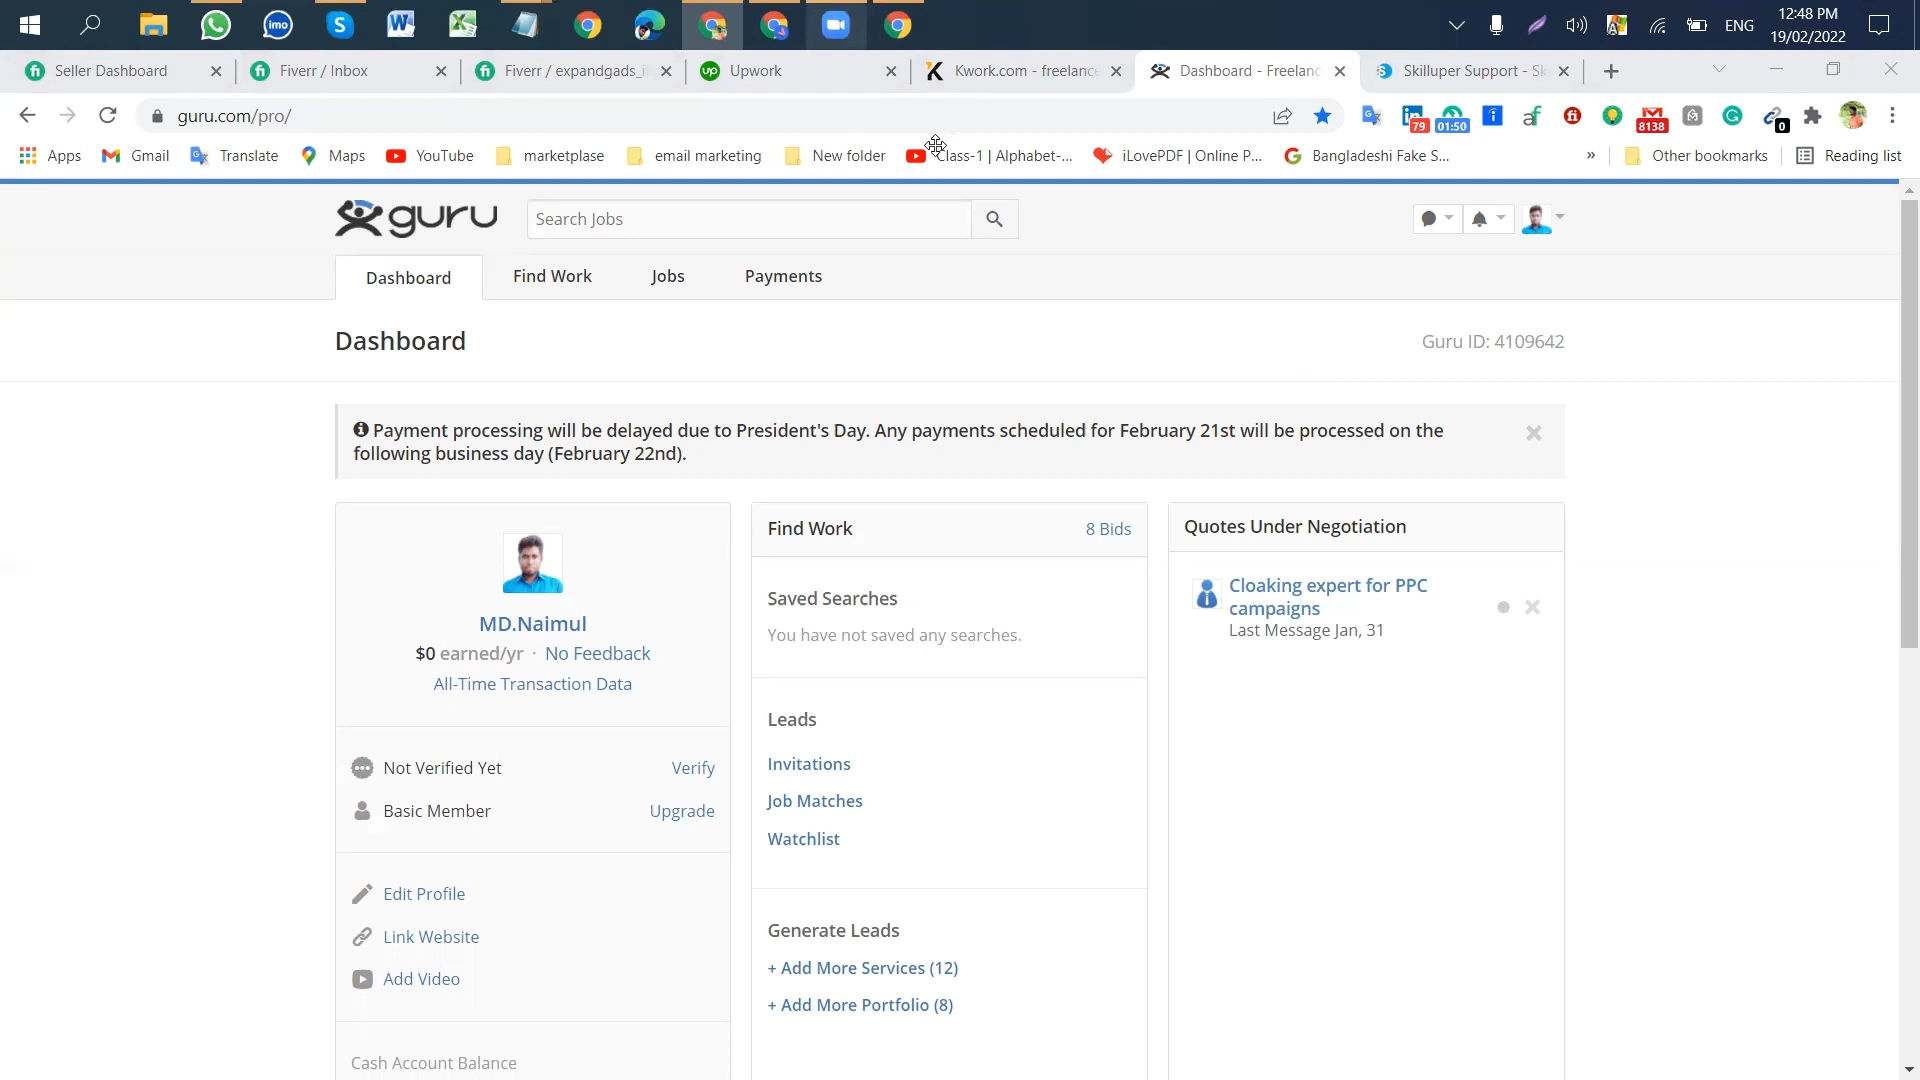 ENG
12:48 PM
19/02/2022
Seller Dashboard
Fiverr / Inbox
Fiverr / expandgads_i
Upwork
Kwork.com - freelance
Dashboard - Freelanc
Skilluper Support - Sk
guru.com/pro/
79
01:50
8138
0
Apps
Gmail
Translate
Maps
YouTube
marketplase
email marketing
New folder
Class-1 | Alphabet-...
iLovePDF | Online P...
Bangladeshi Fake S...
»
Other bookmarks
Reading list
guru
Search Jobs
Dashboard
Find Work
Jobs
Payments
Dashboard
Guru ID: 4109642
Payment processing will be delayed due to President's Day. Any payments scheduled for February 21st will be processed on the
following business day (February 22nd).
MD.Naimul
$0 earned/yr · No Feedback
All-Time Transaction Data
Not Verified Yet
Verify
Basic Member
Upgrade
Edit Profile
Link Website
Add Video
Cash Account Balance
Find Work
8 Bids
Saved Searches
You have not saved any searches.
Leads
Invitations
Job Matches
Watchlist
Generate Leads
+ Add More Services (12)
+ Add More Portfolio (8)
Quotes Under Negotiation
Cloaking expert for PPC
campaigns
Last Message Jan, 31